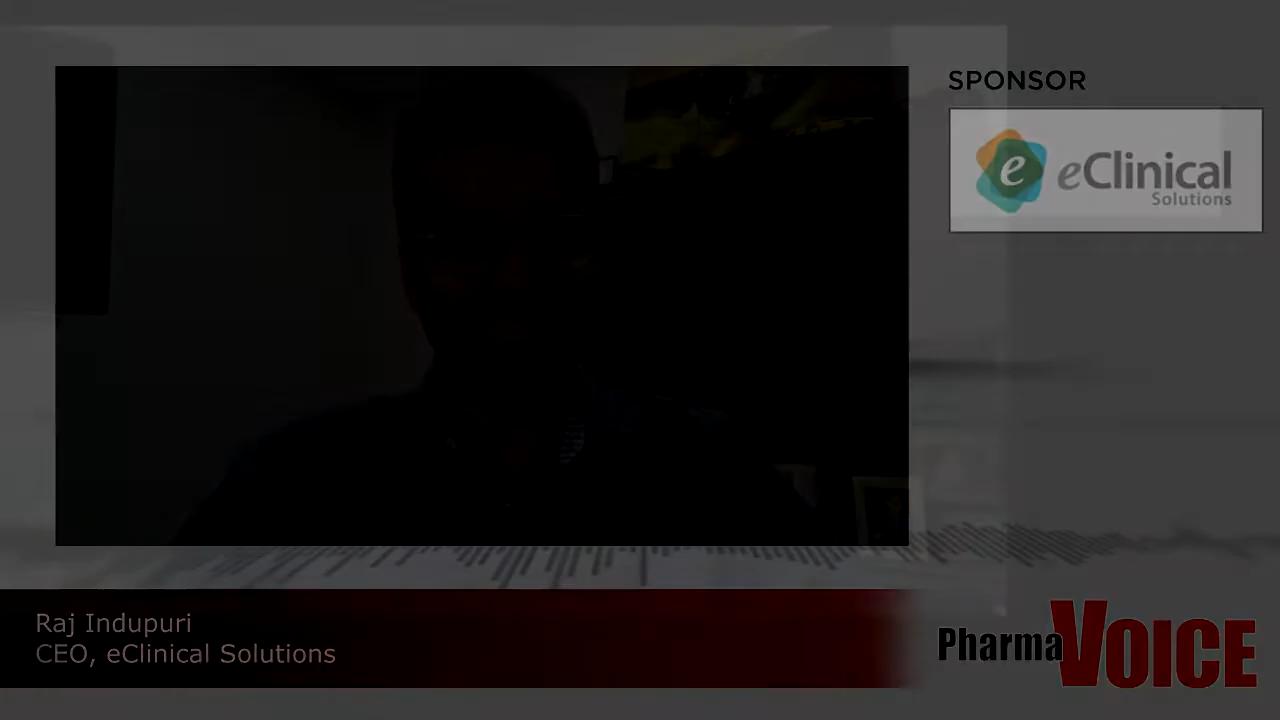 SPONSOR
e eClinical
Solutions
Raj Indupuri
CEO, eClinical Solutions
PharmaVOICE